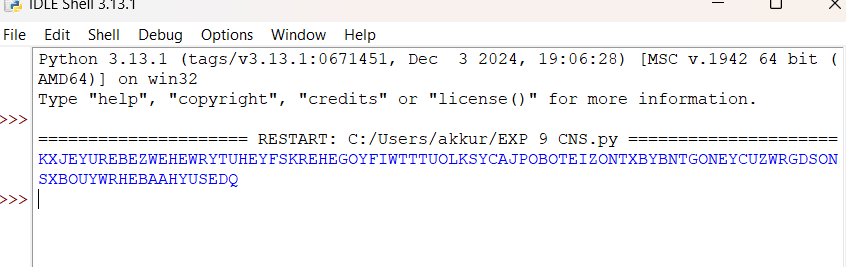 IDLE Shell 3.13.1
File Edit Shell Debug Options Window Help
Python 3.13.1 (tags/v3.13.1:0671451, Dec  3 2024, 19:06:28) [MSC v.1942 64 bit (
AMD64)] on win32
Type "help", "copyright", "credits" or "license()" for more information.
>>>
===================== RESTART: C:/Users/akkur/EXP 9 CNS.py =====================
KXJEYUREBEZWEHEWRYTUHEYFSKREHEGOYFIWTTTUOLKSYCAJPOBOTEIZONTXBYBNTGONEYCUZWRGDSON
SXBOUYWRHEBAAHYUSEDQ
>>>